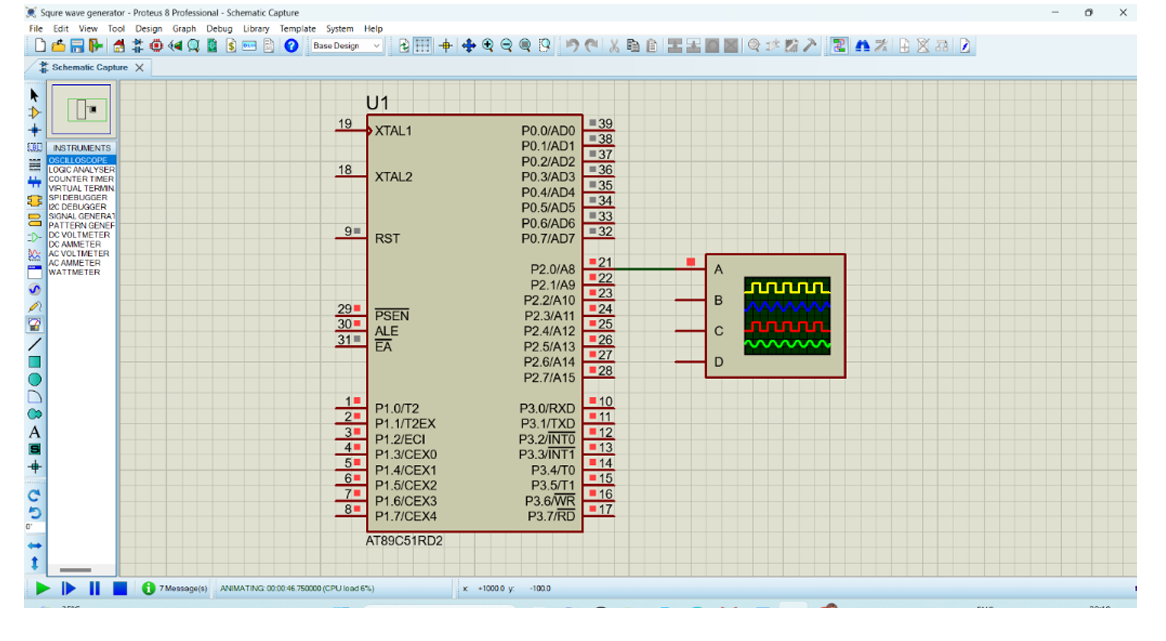 Squre wave generator - Proteus 8 Professional - Schematic Capture
File Edit View Tool Design Graph Debug Library Template System Help
Base Design
Schematic Capture
INSTRUMENTS
OSCILLOSCOPE
LOGIC ANALYSER
COUNTER TIMER
VIRTUAL TERMIN
SPI DEBUGGER
I2C DEBUGGER
SIGNAL GENERAT
PATTERN GENEF
DC VOLTMETER
DC AMMETER
AC VOLTMETER
AC AMMETER
WATTMETER
U1
19 XTAL1 P0.0/AD0 39
P0.1/AD1 38
P0.2/AD2 37
18 XTAL2 P0.3/AD3 36
P0.4/AD4 35
P0.5/AD5 34
P0.6/AD6 33
9 RST P0.7/AD7 32
P2.0/A8 21 A
P2.1/A9 22
P2.2/A10 23 B
29 PSEN P2.3/A11 24
30 ALE P2.4/A12 25 C
31 EA P2.5/A13 26
P2.6/A14 27 D
P2.7/A15 28
1 P1.0/T2 P3.0/RXD 10
2 P1.1/T2EX P3.1/TXD 11
3 P1.2/ECI P3.2/INT0 12
4 P1.3/CEX0 P3.3/INT1 13
5 P1.4/CEX1 P3.4/T0 14
6 P1.5/CEX2 P3.5/T1 15
7 P1.6/CEX3 P3.6/WR 16
8 P1.7/CEX4 P3.7/RD 17
AT89C51RD2
7 Message(s) ANIMATING: 00:00:46.750000 (CPU load 6%) x: +1000.0 y: -100.0